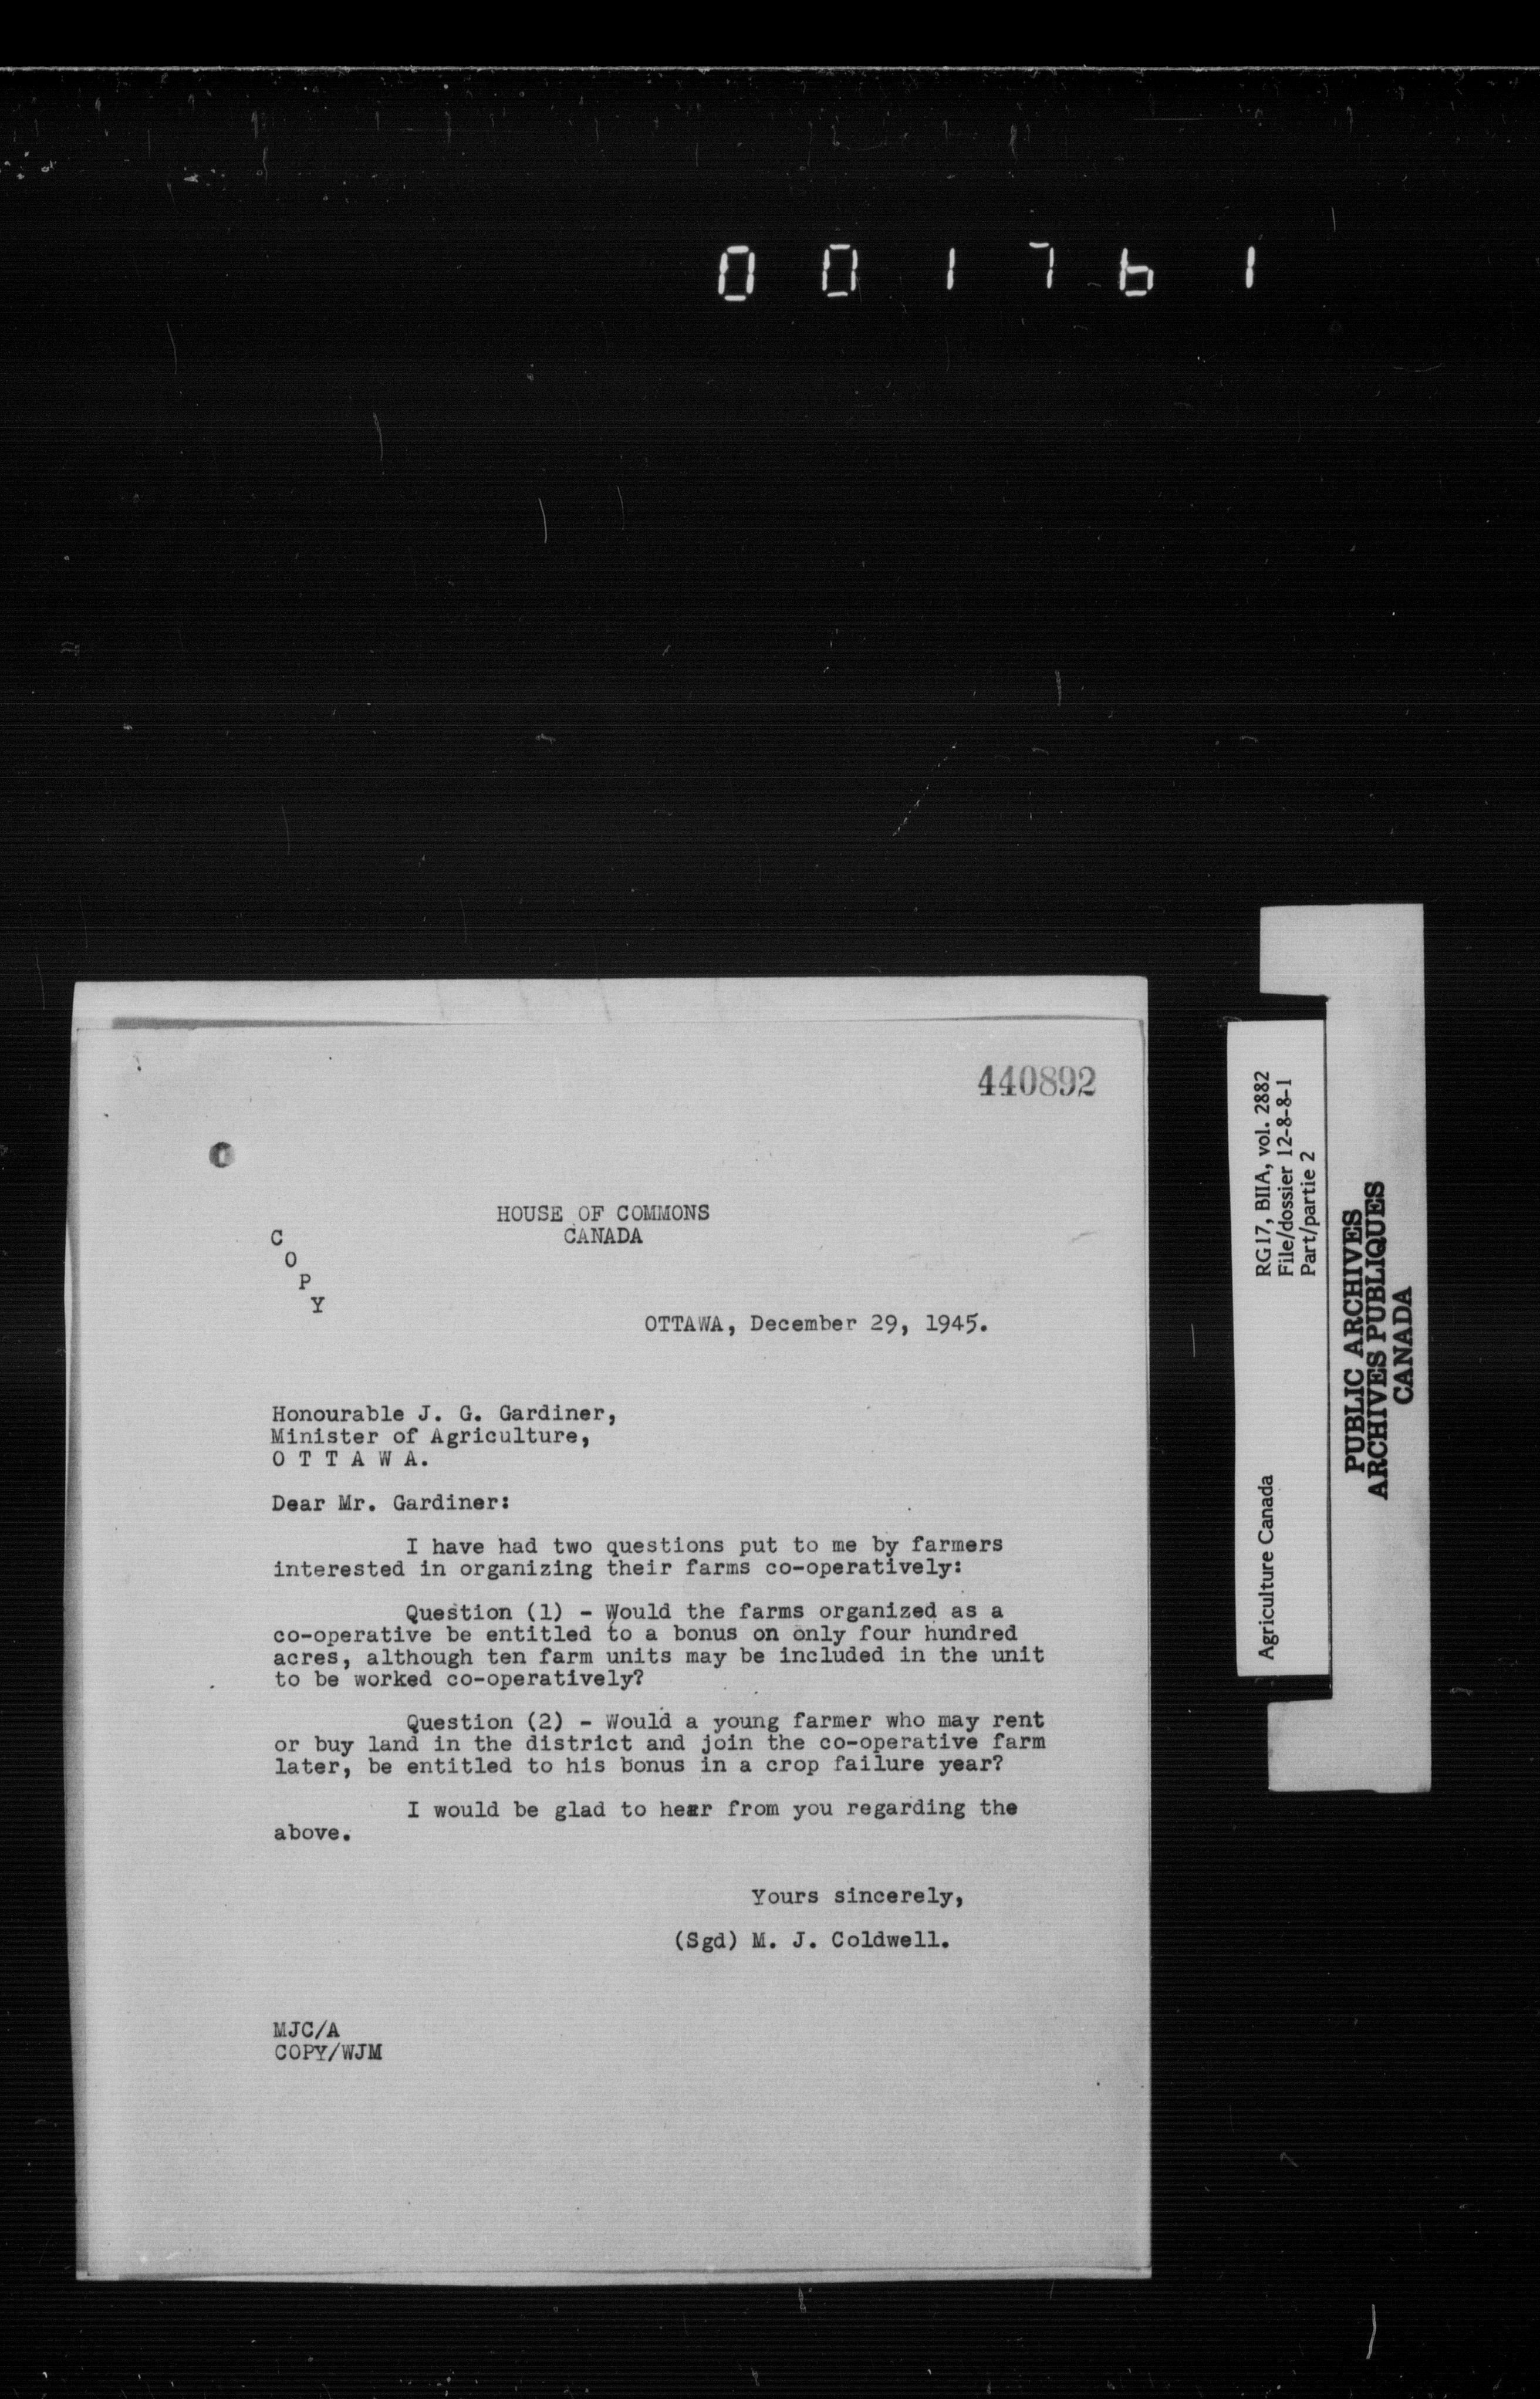 001761
440892
HOUSE OF COMMONS
CANADA
C
O
P
Y
OTTAWA, December 29, 1945.
Honourable J. G. Gardiner,
Minister of Agriculture,
O T T A W A.
Dear Mr. Gardiner:
I have had two questions put to me by farmers
interested in organizing their farms co-operatively:
Question (1) - Would the farms organized as a
co-operative be entitled to a bonus on only four hundred
acres, although ten farm units may be included in the unit
to be worked co-operatively?
Question (2) - Would a young farmer who may rent
or buy land in the district and join the co-operative farm
later, be entitled to his bonus in a crop failure year?
I would be glad to hear from you regarding the
above.
Yours sincerely,
(Sgd) M. J. Coldwell.
MJC/A
COPY/WJM
Agriculture Canada
RG17, BIIA, vol. 2882
File/dossier 12-8-8-1
Part/partie 2
PUBLIC ARCHIVES
ARCHIVES PUBLIQUES
CANADA